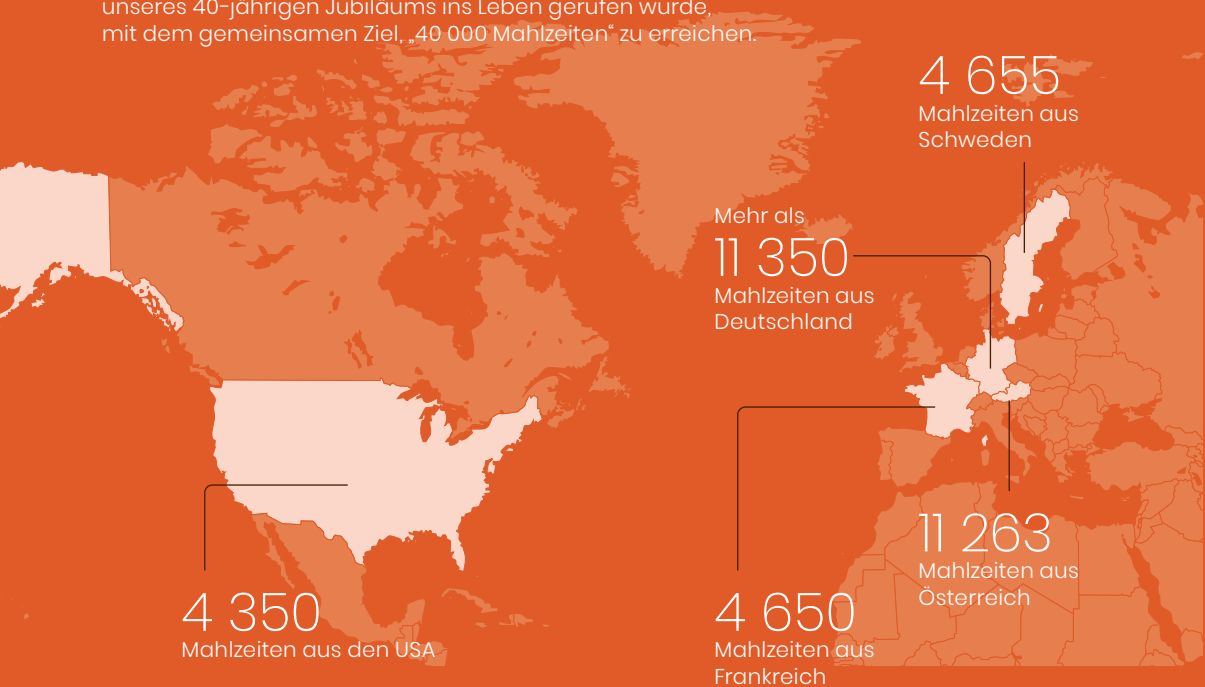 unseres 40-jährigen Jubiläums ins Leben gerufen wurde,
mit dem gemeinsamen Ziel, „40 000 Mahlzeiten“ zu erreichen.
4 655
Mahlzeiten aus
Schweden
Mehr als
11 350
Mahlzeiten aus
Deutschland
11 263
Mahlzeiten aus
Österreich
4 350
Mahlzeiten aus den USA
4 650
Mahlzeiten aus
Frankreich